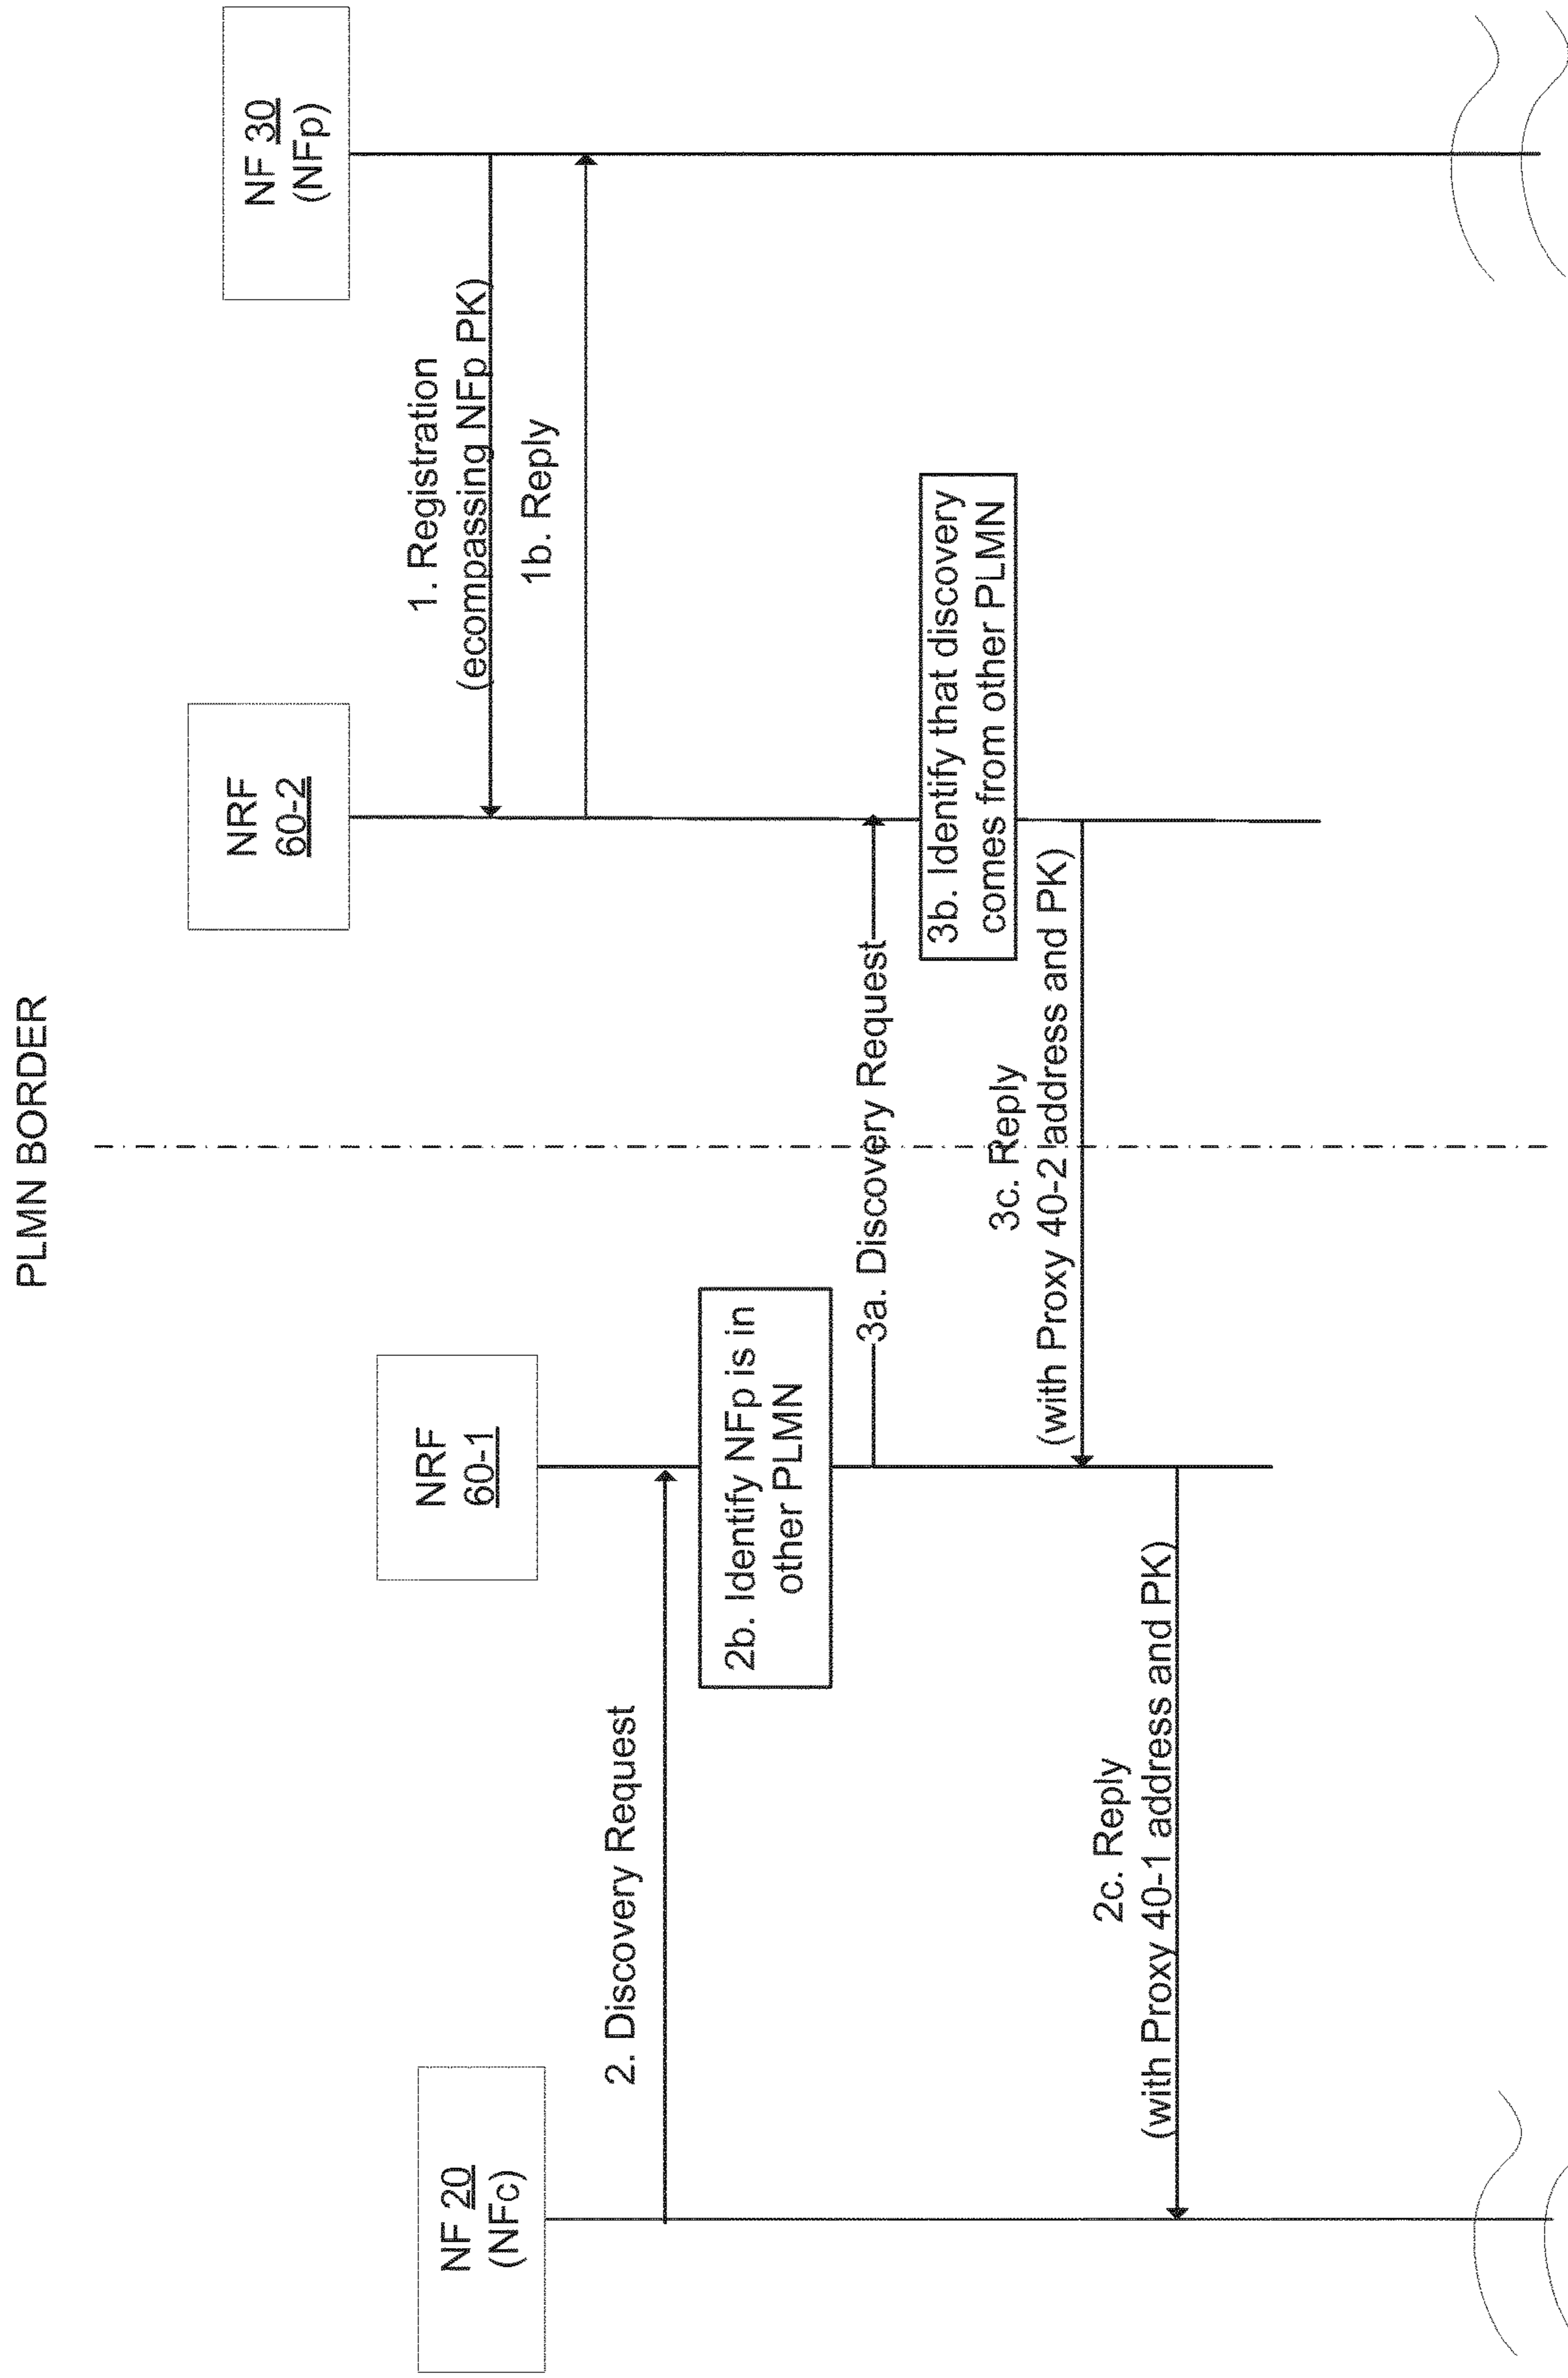 PLMN BORDER
NF 20
(NFc)
NRF
60-1
NRF
60-2
NF 30
(NFp)
1. Registration
(ecompassing NFp PK)
1b. Reply
2. Discovery Request
2b. Identify NFp is in
other PLMN
3a. Discovery Request
3b. Identify that discovery
comes from other PLMN
3c. Reply
(with Proxy 40-2 address and PK)
2c. Reply
(with Proxy 40-1 address and PK)